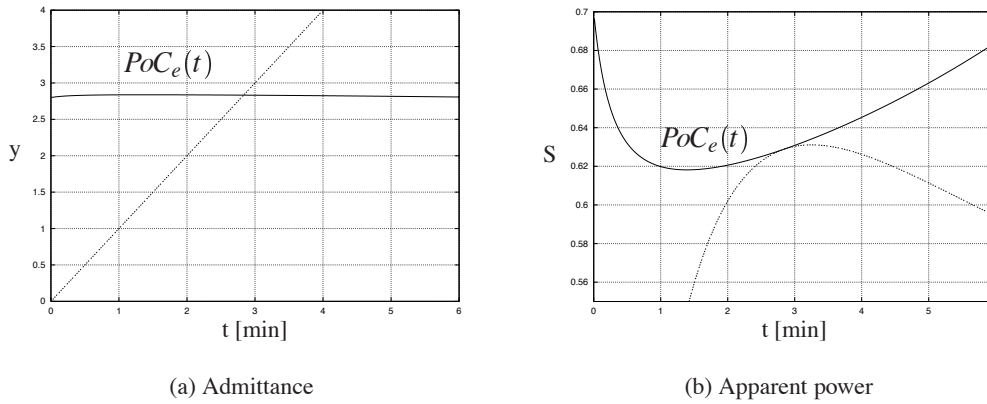 4
3.5
3
2.5
2
1.5
1
0.5
0
PoC_e(t)
y
0 1 2 3 4 5 6
t [min]
(a) Admittance
0.7
0.68
0.66
0.64
0.62
0.6
0.58
0.56
PoC_e(t)
S
0 1 2 3 4 5
t [min]
(b) Apparent power